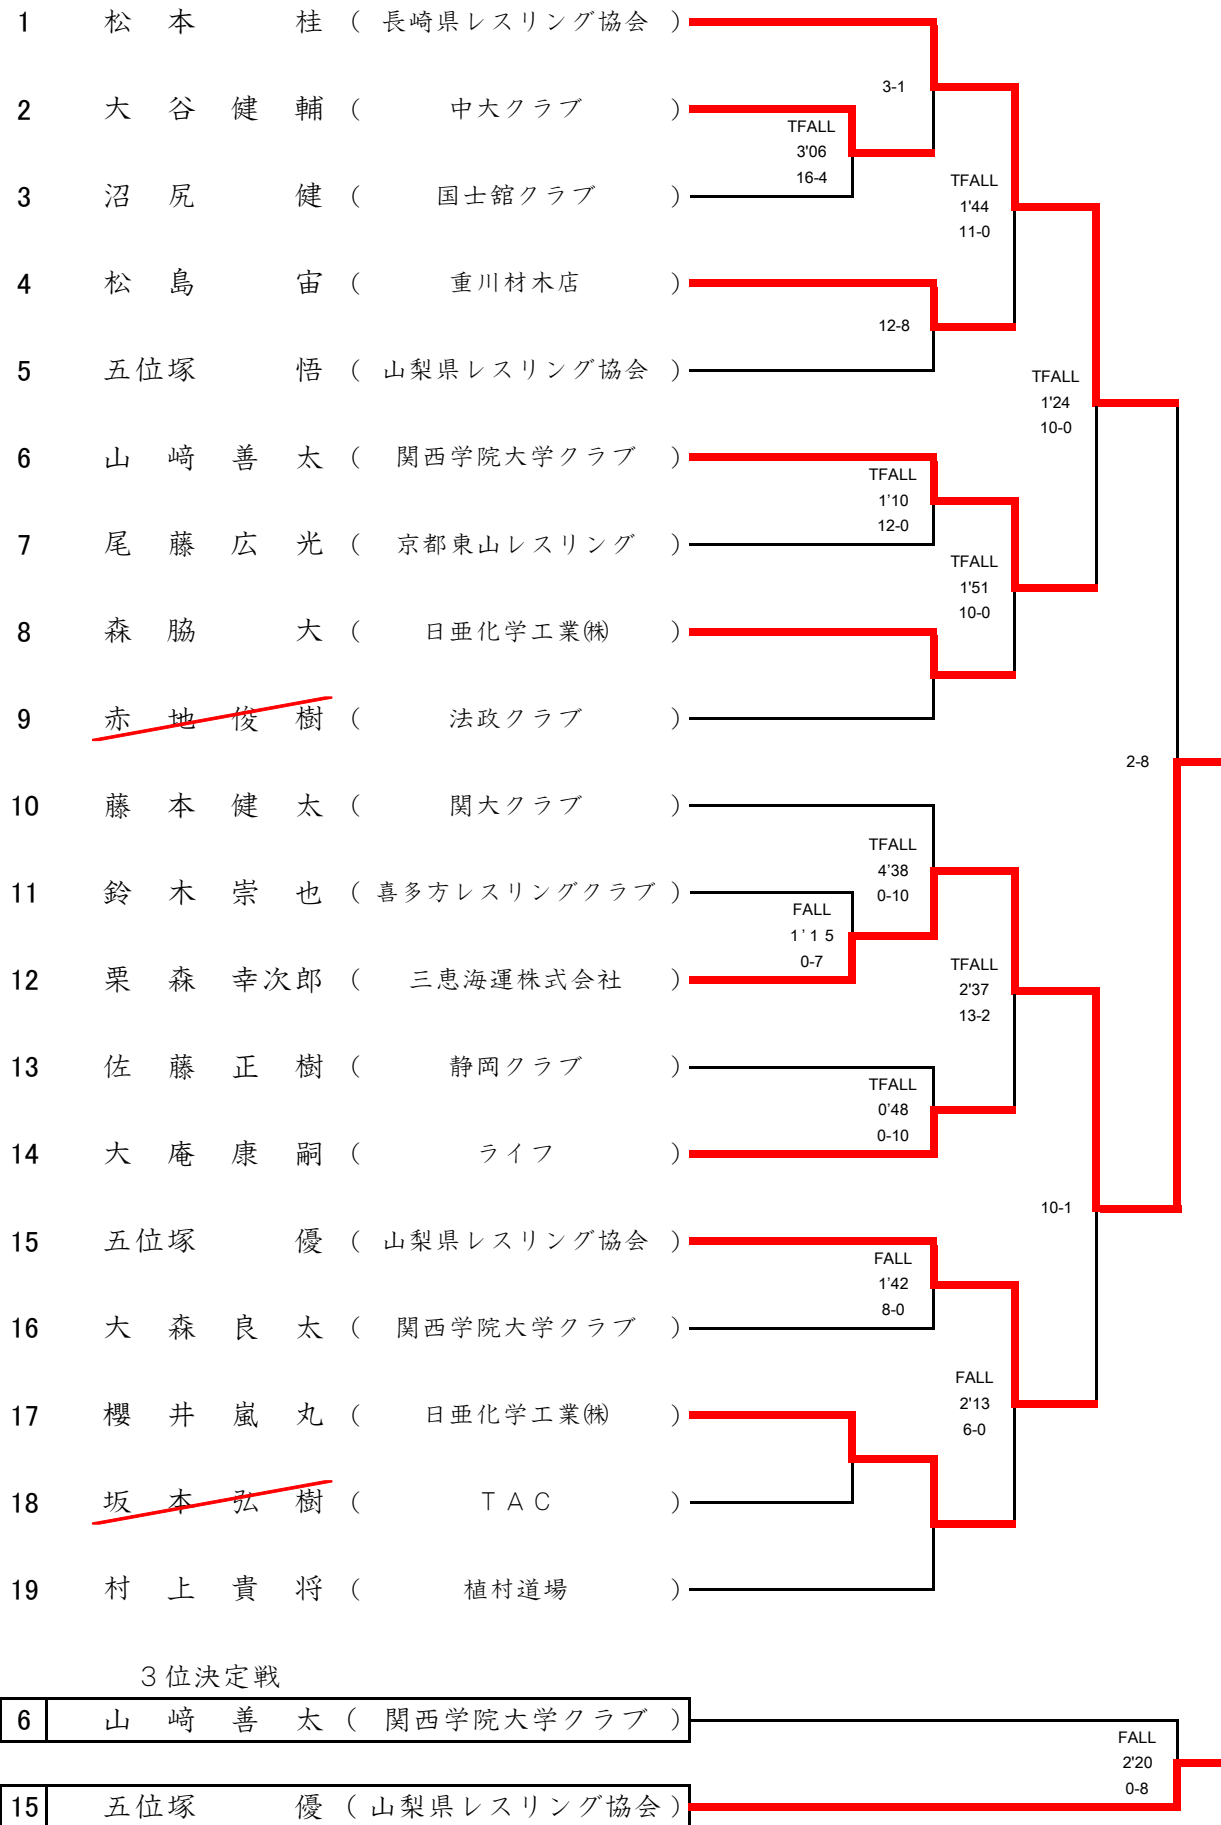 1 松本 桂 ( 長崎県レスリング協会 )
3-1
2 大谷健輔 ( 中大クラブ )
TFALL
3'06
16-4
3 沼尻 健 ( 国士舘クラブ )
TFALL
1'44
11-0
4 松島 宙 ( 重川材木店 )
12-8
5 五位塚 悟 ( 山梨県レスリング協会 )
TFALL
1'24
10-0
6 山﨑善太 ( 関西学院大学クラブ )
TFALL
1'10
12-0
7 尾藤広光 ( 京都東山レスリング )
TFALL
1'51
10-0
8 森脇 大 ( 日亜化学工業㈱ )
9 赤地俊樹 ( 法政クラブ )
2-8
10 藤本健太 ( 関大クラブ )
TFALL
4'38
0-10
11 鈴木崇也 ( 喜多方レスリングクラブ )
FALL
1'15
0-7
12 栗森幸次郎 ( 三恵海運株式会社 )
TFALL
2'37
13-2
13 佐藤正樹 ( 静岡クラブ )
TFALL
0'48
0-10
14 大庵康嗣 ( ライフ )
10-1
15 五位塚 優 ( 山梨県レスリング協会 )
FALL
1'42
8-0
16 大森良太 ( 関西学院大学クラブ )
FALL
2'13
6-0
17 櫻井嵐丸 ( 日亜化学工業㈱ )
18 坂本弘樹 ( ＴＡＣ )
19 村上貴将 ( 植村道場 )
３位決定戦
6 山﨑善太 ( 関西学院大学クラブ )
FALL
2'20
0-8
15 五位塚 優 ( 山梨県レスリング協会 )